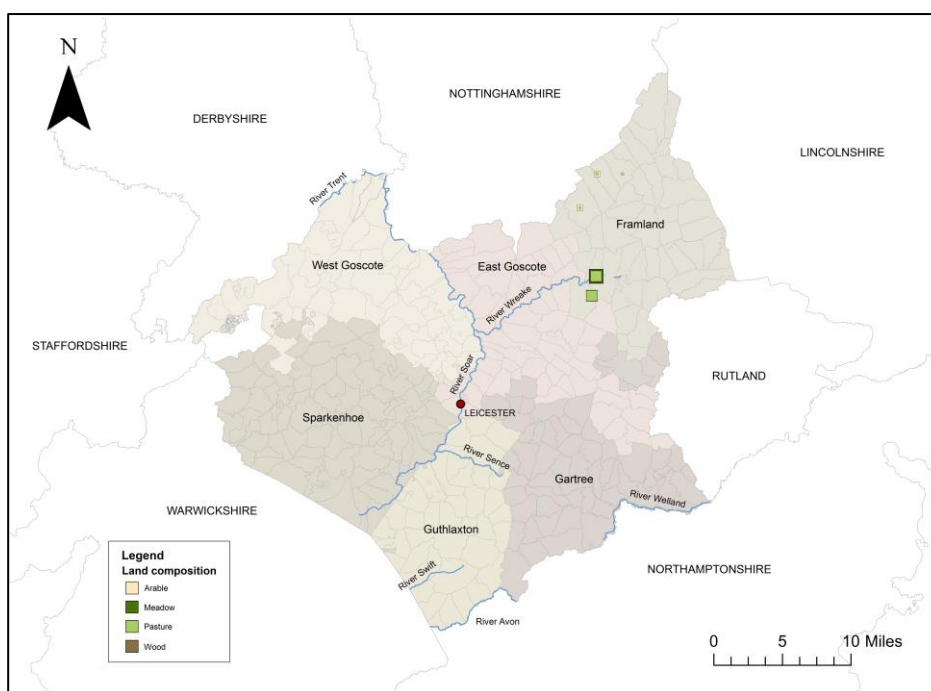 N
NOTTINGHAMSHIRE
DERBYSHIRE
LINCOLNSHIRE
River Trent
Framland
West Goscote
East Goscote
River Wreake
STAFFORDSHIRE
River Soar
RUTLAND
LEICESTER
Sparkenhoe
River Sence
Gartree
River Welland
WARWICKSHIRE
Guthlaxton
Legend
Land composition
Arable
Meadow
Pasture
Wood
River Swift
NORTHAMPTONSHIRE
River Avon
0 5 10 Miles